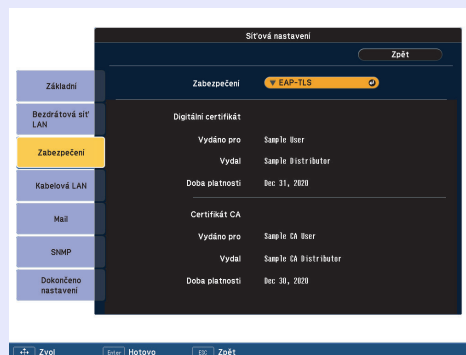 Síťová nastavení
Zpět
Základní
Bezdrátová síť
LAN
Zabezpečení
Kabelová LAN
Mail
SNMP
Dokončeno
nastavení
Zabezpečení EAP-TLS
Digitální certifikát
Vydáno pro Sample User
Vydal Sample Distributor
Doba platnosti Dec 31, 2020
Certifikát CA
Vydáno pro Sample CA User
Vydal Sample CA Distributor
Doba platnosti Dec 30, 2020
Zvol Enter Hotovo ESC Zpět